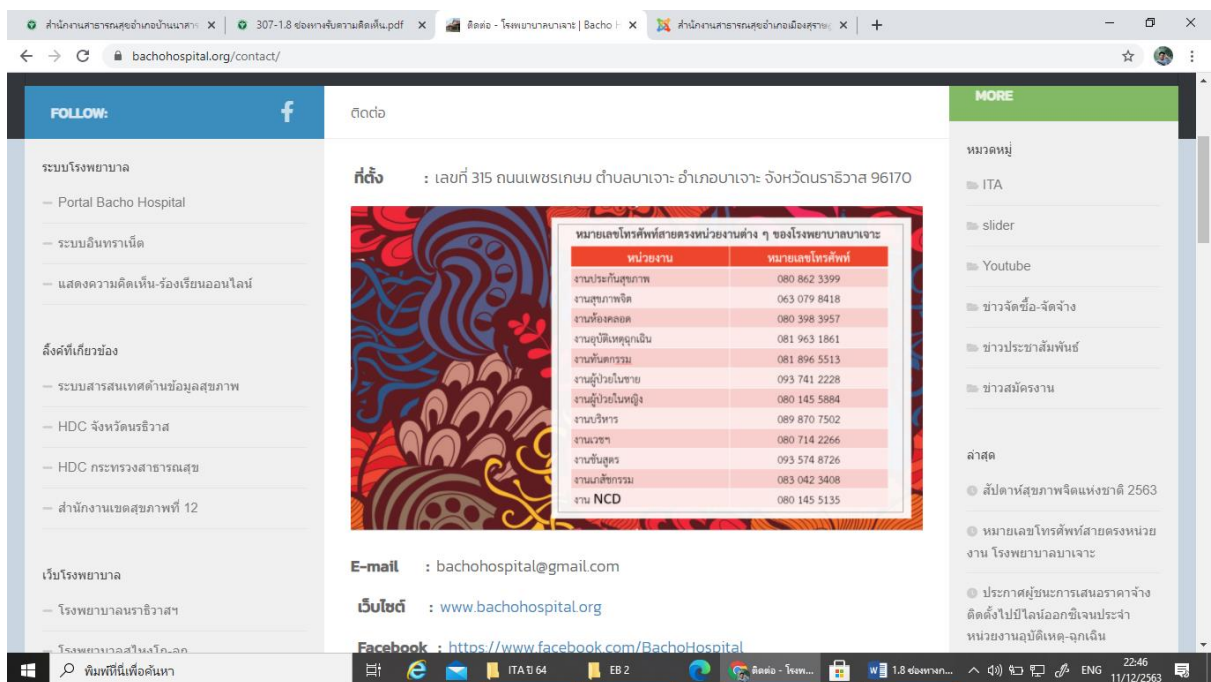 สำนักงานสาธารณสุขอำเภอบ้านนาสาร
307-1.8 ช่องทางรับความคิดเห็น.pdf
ติดต่อ - โรงพยาบาลบาเจาะ | Bacho H
สำนักงานสาธารณสุขอำเภอเมืองสุราษฎ
bachohospital.org/contact/
FOLLOW:
ระบบโรงพยาบาล
Portal Bacho Hospital
ระบบอินทราเน็ต
แสดงความคิดเห็น-ร้องเรียนออนไลน์
ลิ้งค์ที่เกี่ยวข้อง
ระบบสารสนเทศด้านข้อมูลสุขภาพ
HDC จังหวัดนรธิวาส
HDC กระทรวงสาธารณสุข
สำนักงานเขตสุขภาพที่ 12
เว็บโรงพยาบาล
โรงพยาบาลนราธิวาสฯ
โรงพยาบาลสุไหงโก-ลก
ติดต่อ
ที่ตั้ง : เลขที่ 315 ถนนเพชรเกษม ตำบลบาเจาะ อำเภอบาเจาะ จังหวัดนราธิวาส 96170
หมายเลขโทรศัพท์สายตรงหน่วยงานต่าง ๆ ของโรงพยาบาลบาเจาะ
หน่วยงาน หมายเลขโทรศัพท์
งานประกันสุขภาพ 080 862 3399
งานสุขภาพจิต 063 079 8418
งานห้องคลอด 080 398 3957
งานอุบัติเหตุฉุกเฉิน 081 963 1861
งานทันตกรรม 081 896 5513
งานผู้ป่วยในชาย 093 741 2228
งานผู้ป่วยในหญิง 080 145 5884
งานบริหาร 089 870 7502
งานเวชฯ 080 714 2266
งานชันสูตร 093 574 8726
งานเภสัชกรรม 083 042 3408
งาน NCD 080 145 5135
E-mail : bachohospital@gmail.com
เว็บไซต์ : www.bachohospital.org
Facebook : https://www.facebook.com/BachoHospital
MORE
หมวดหมู่
ITA
slider
Youtube
ข่าวจัดซื้อ-จัดจ้าง
ข่าวประชาสัมพันธ์
ข่าวสมัครงาน
ล่าสุด
สัปดาห์สุขภาพจิตแห่งชาติ 2563
หมายเลขโทรศัพท์สายตรงหน่วย
งาน โรงพยาบาลบาเจาะ
ประกาศผู้ชนะการเสนอราคาจ้าง
ติดตั้งไปป์ไลน์ออกซิเจนประจำ
หน่วยงานอุบัติเหตุ-ฉุกเฉิน
พิมพ์ที่นี่เพื่อค้นหา
ITA ปี 64
EB 2
ติดต่อ - โรงพ...
1.8 ช่องทางก...
ENG
22:46
11/12/2563